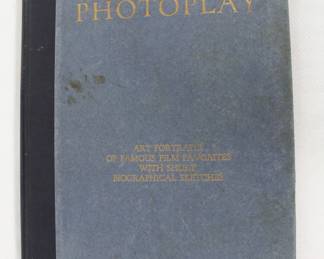 PHOTOPLAY
ART PORTRAITS
OF FAMOUS FILM FAVORITES
WITH SHORT
BIOGRAPHICAL SKETCHES